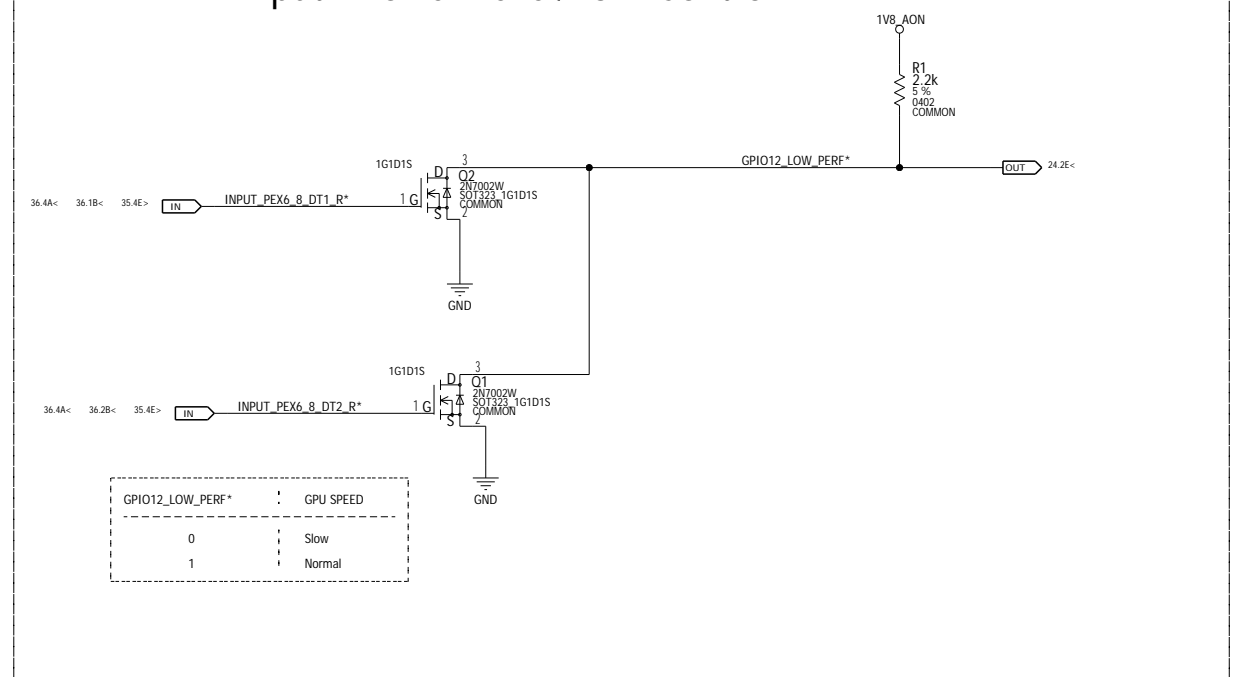 1V8_AON
R1
2.2k
5 %
0402
COMMON
1G1D1S
D
3
Q2
2N7002W
SOT323_1G1D1S
COMMON
GPIO12_LOW_PERF*
OUT
24.2E<
36.4A<
36.1B<
35.4E>
IN
INPUT_PEX6_8_DT1_R*
1
G
S
2
GND
1G1D1S
D
3
Q1
2N7002W
SOT323_1G1D1S
COMMON
36.4A<
36.2B<
35.4E>
IN
INPUT_PEX6_8_DT2_R*
1
G
S
2
GND
GPIO12_LOW_PERF* GPU SPEED
0 Slow
1 Normal